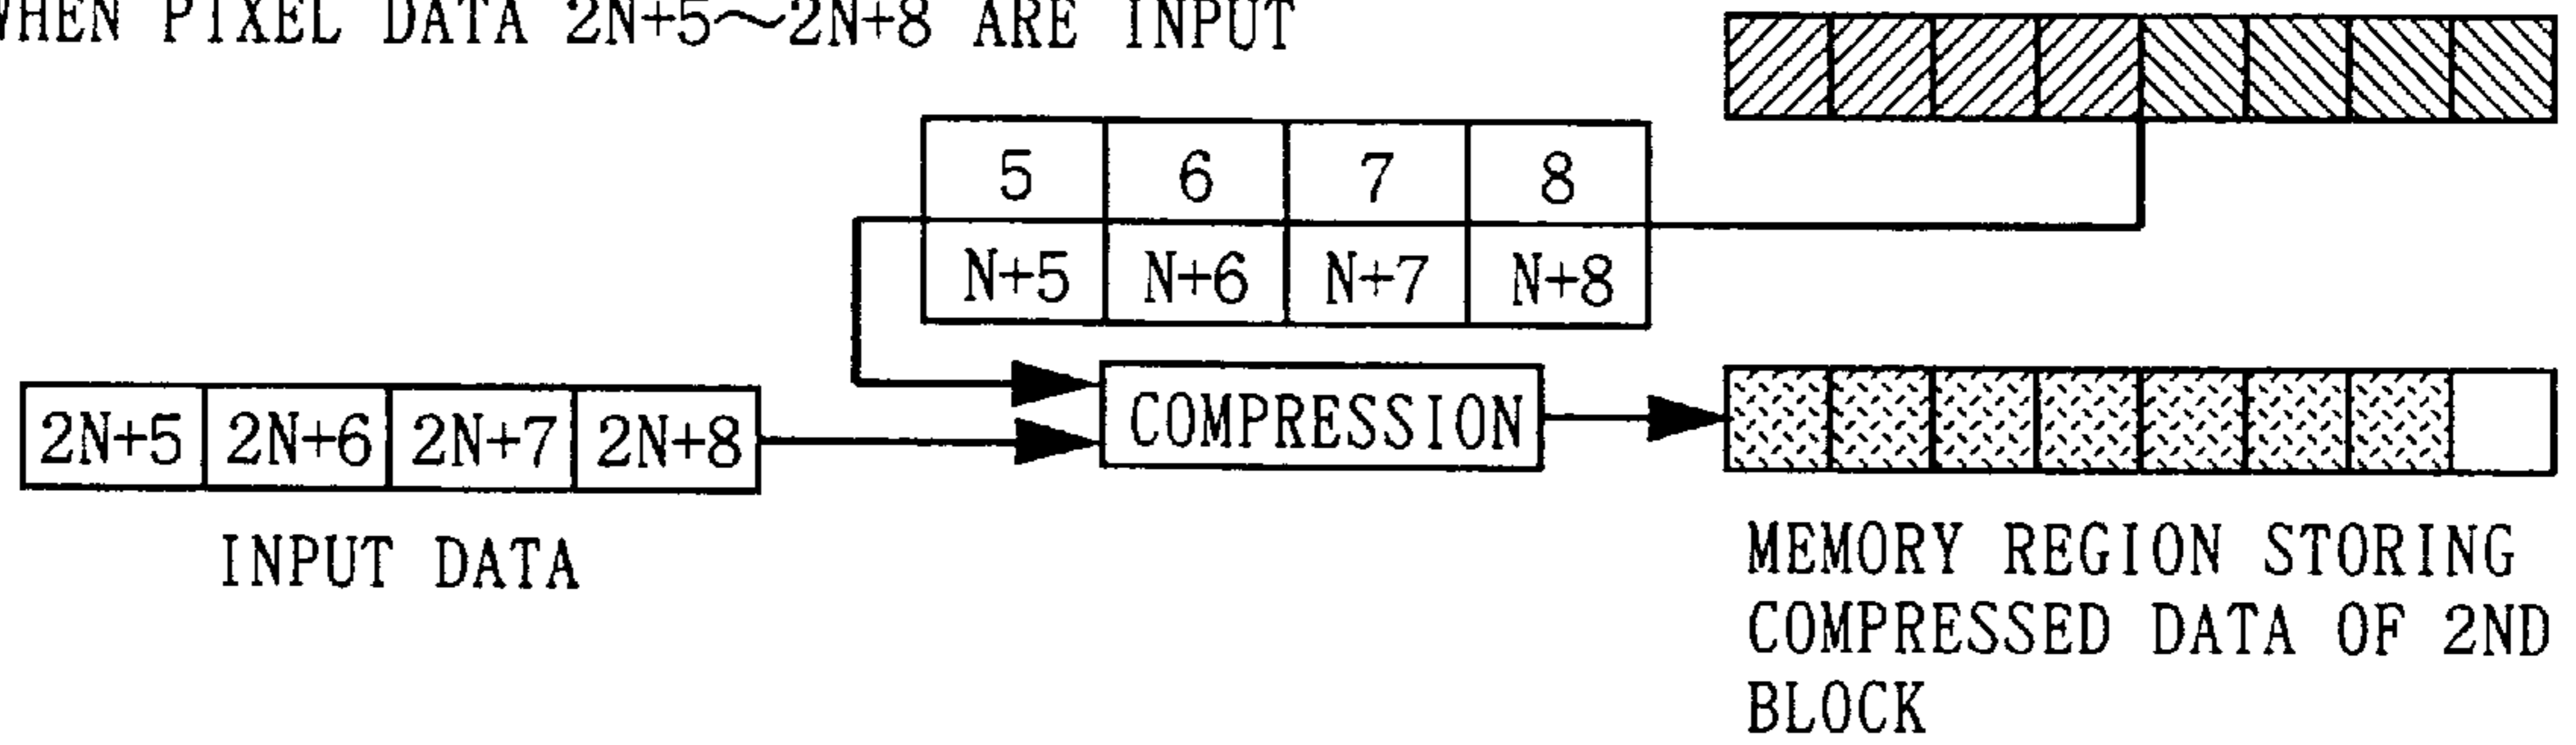 WHEN PIXEL DATA 2N+5～2N+8 ARE INPUT
5 6 7 8
N+5 N+6 N+7 N+8
2N+5 2N+6 2N+7 2N+8
COMPRESSION
INPUT DATA
MEMORY REGION STORING
COMPRESSED DATA OF 2ND
BLOCK